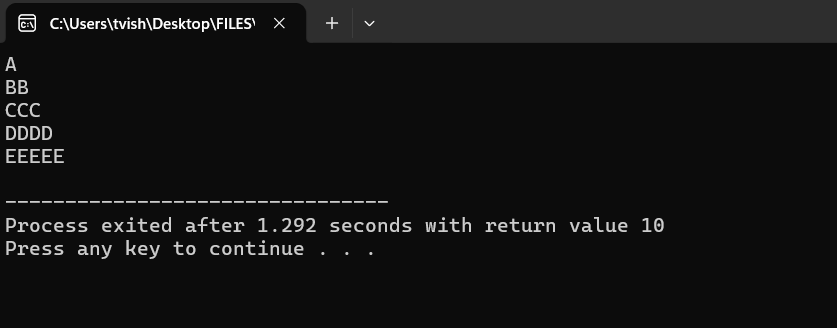 C:\Users\tvish\Desktop\FILES\
A
BB
CCC
DDDD
EEEEE
--------------------------------
Process exited after 1.292 seconds with return value 10
Press any key to continue . . .